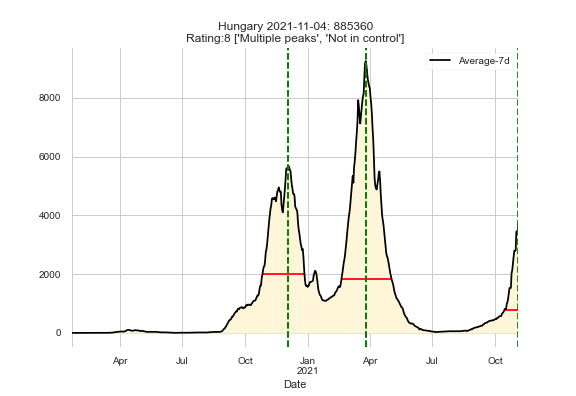 Hungary 2021-11-04: 885360
Rating:8 ['Multiple peaks', 'Not in control']
Average-7d
8000
6000
4000
2000
0
Apr
Jul
Oct
Jan
2021
Apr
Jul
Oct
Date